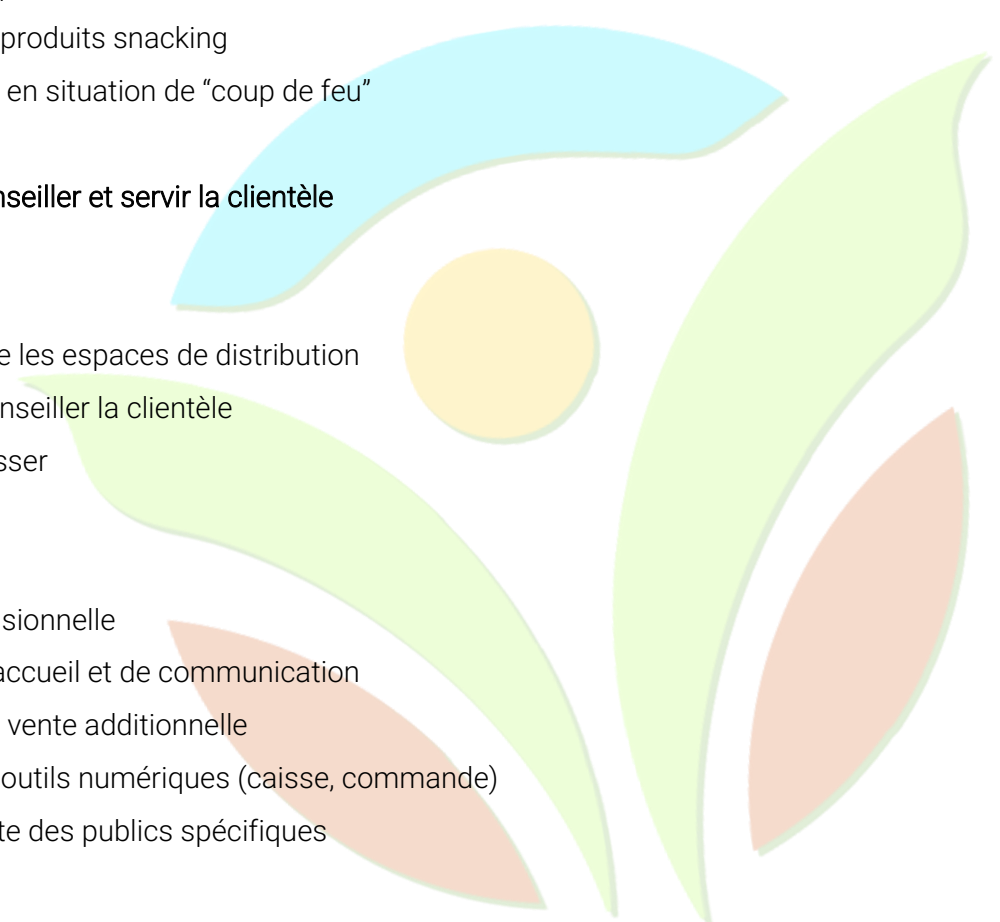 produits snacking
en situation de “coup de feu”
nseiller et servir la clientèle
e les espaces de distribution
nseiller la clientèle
sser
sionnelle
accueil et de communication
vente additionnelle
outils numériques (caisse, commande)
te des publics spécifiques